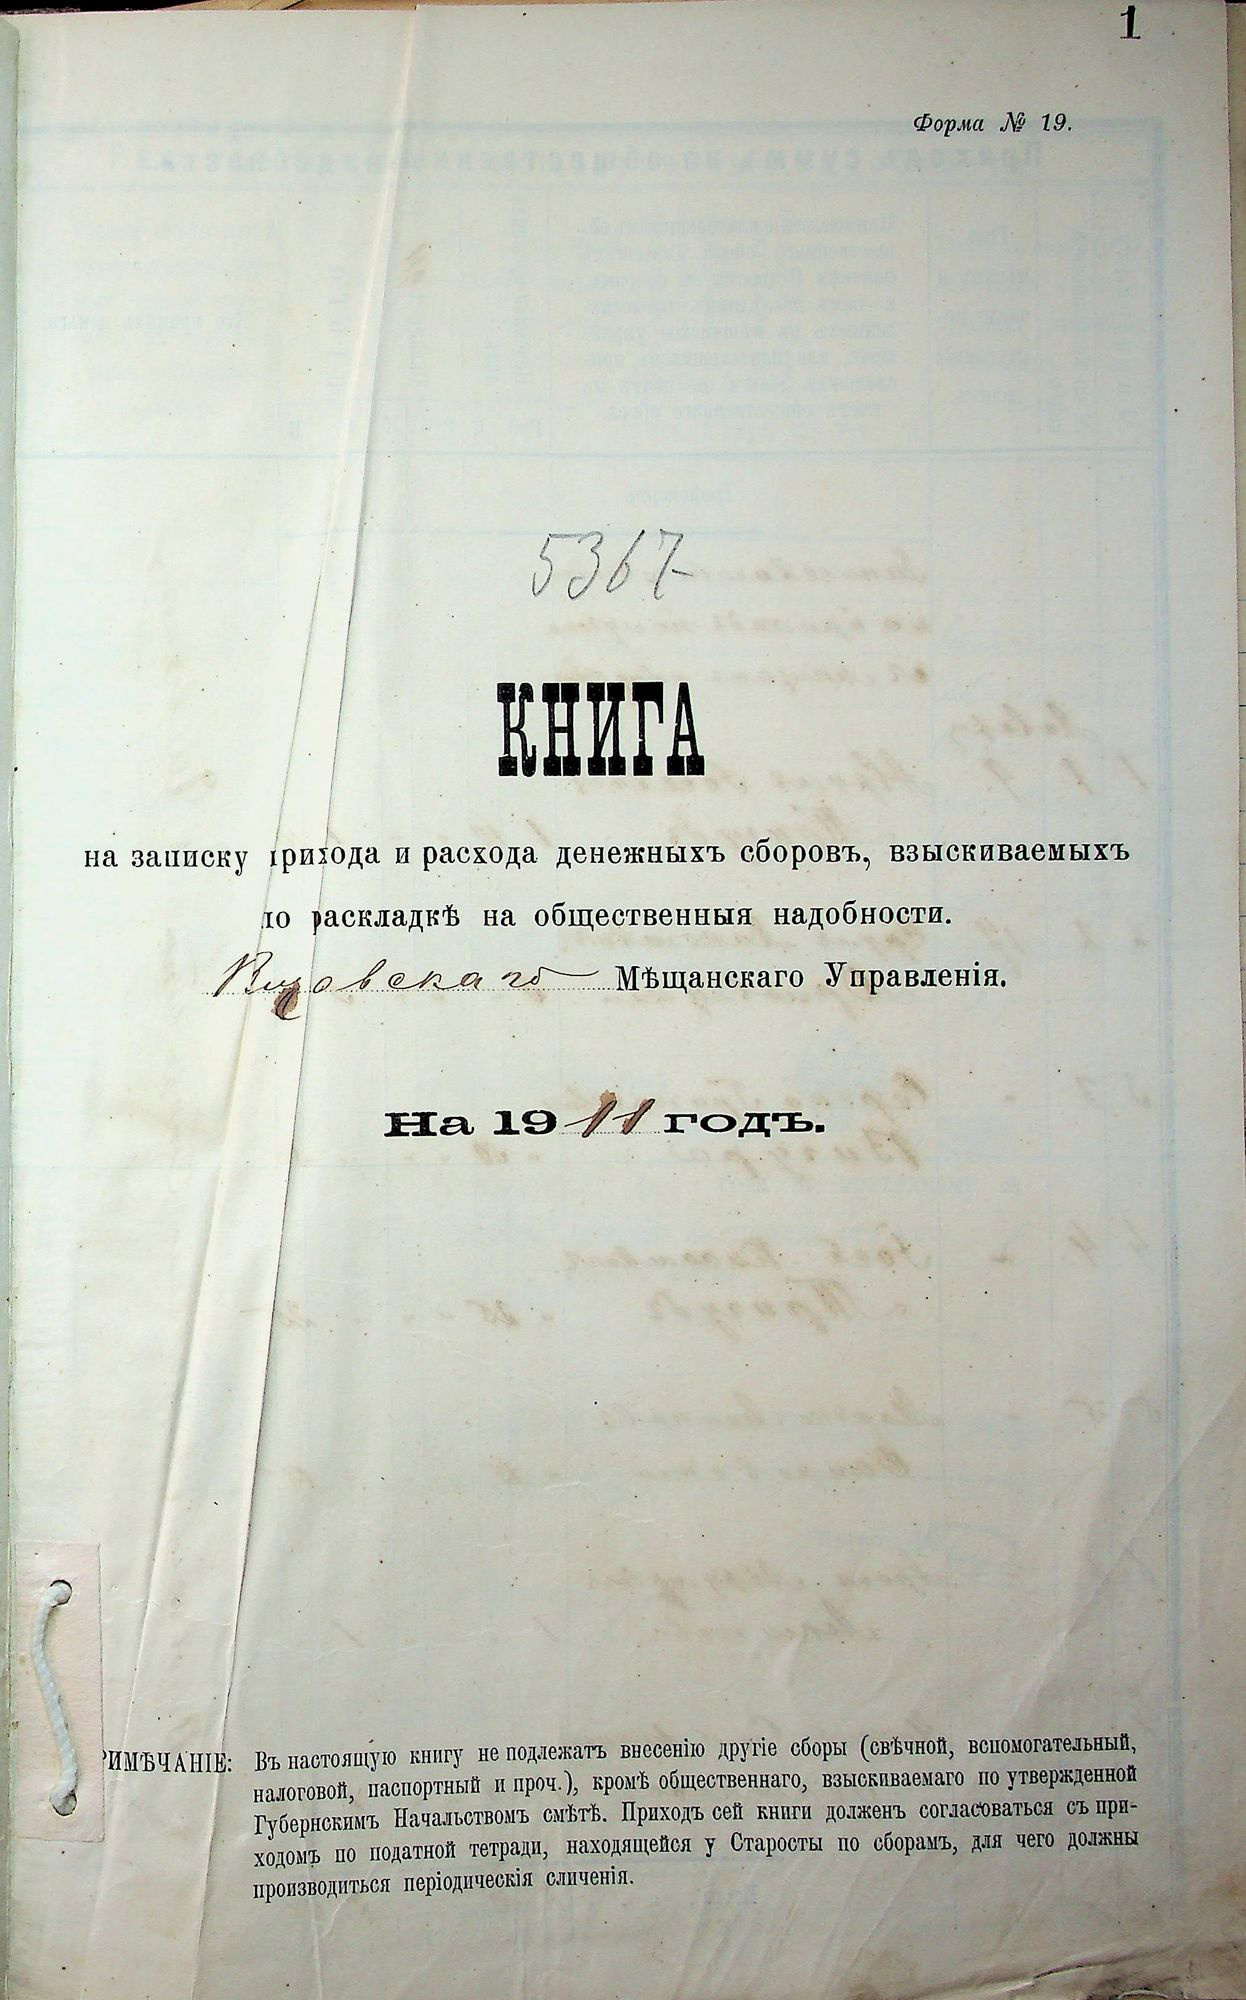 1
Форма № 19.
5367
КНИГА
на записку прихода и расхода денежныхъ сборовъ, взыскиваемыхъ
по раскладкѣ на общественныя надобности.
Мѣщанскаго Управленія.
На 1911 годъ.
РИМѢЧАНІЕ: Въ настоящую книгу не подлежатъ внесенію другіе сборы (свѣчной, вспомогательный,
налоговой, паспортный и проч.), кромѣ общественнаго, взыскиваемаго по утвержденной
Губернскимъ Начальствомъ смѣтѣ. Приходъ сей книги долженъ согласоваться съ при-
ходомъ по податной тетради, находящейся у Старосты по сборамъ, для чего должны
производиться періодическія сличенія.